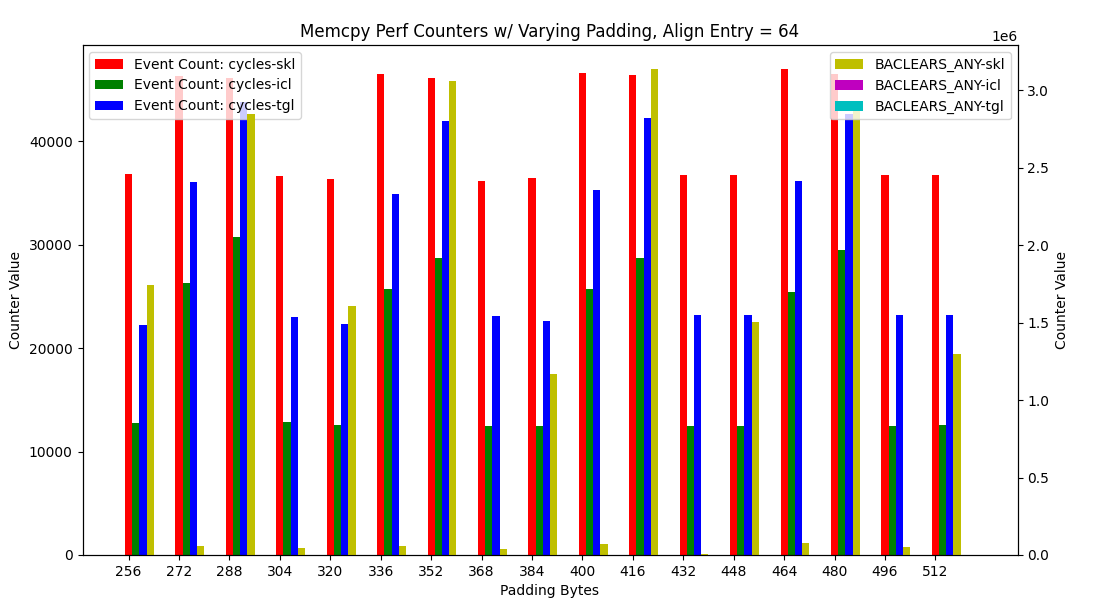 Memcpy Perf Counters w/ Varying Padding, Align Entry = 64
1e6
Event Count: cycles-skl
Event Count: cycles-icl
Event Count: cycles-tgl
BACLEARS_ANY-skl
BACLEARS_ANY-icl
BACLEARS_ANY-tgl
Counter Value
40000
30000
20000
10000
0
3.0
2.5
2.0
1.5
1.0
0.5
0.0
Counter Value
256 272 288 304 320 336 352 368 384 400 416 432 448 464 480 496 512
Padding Bytes